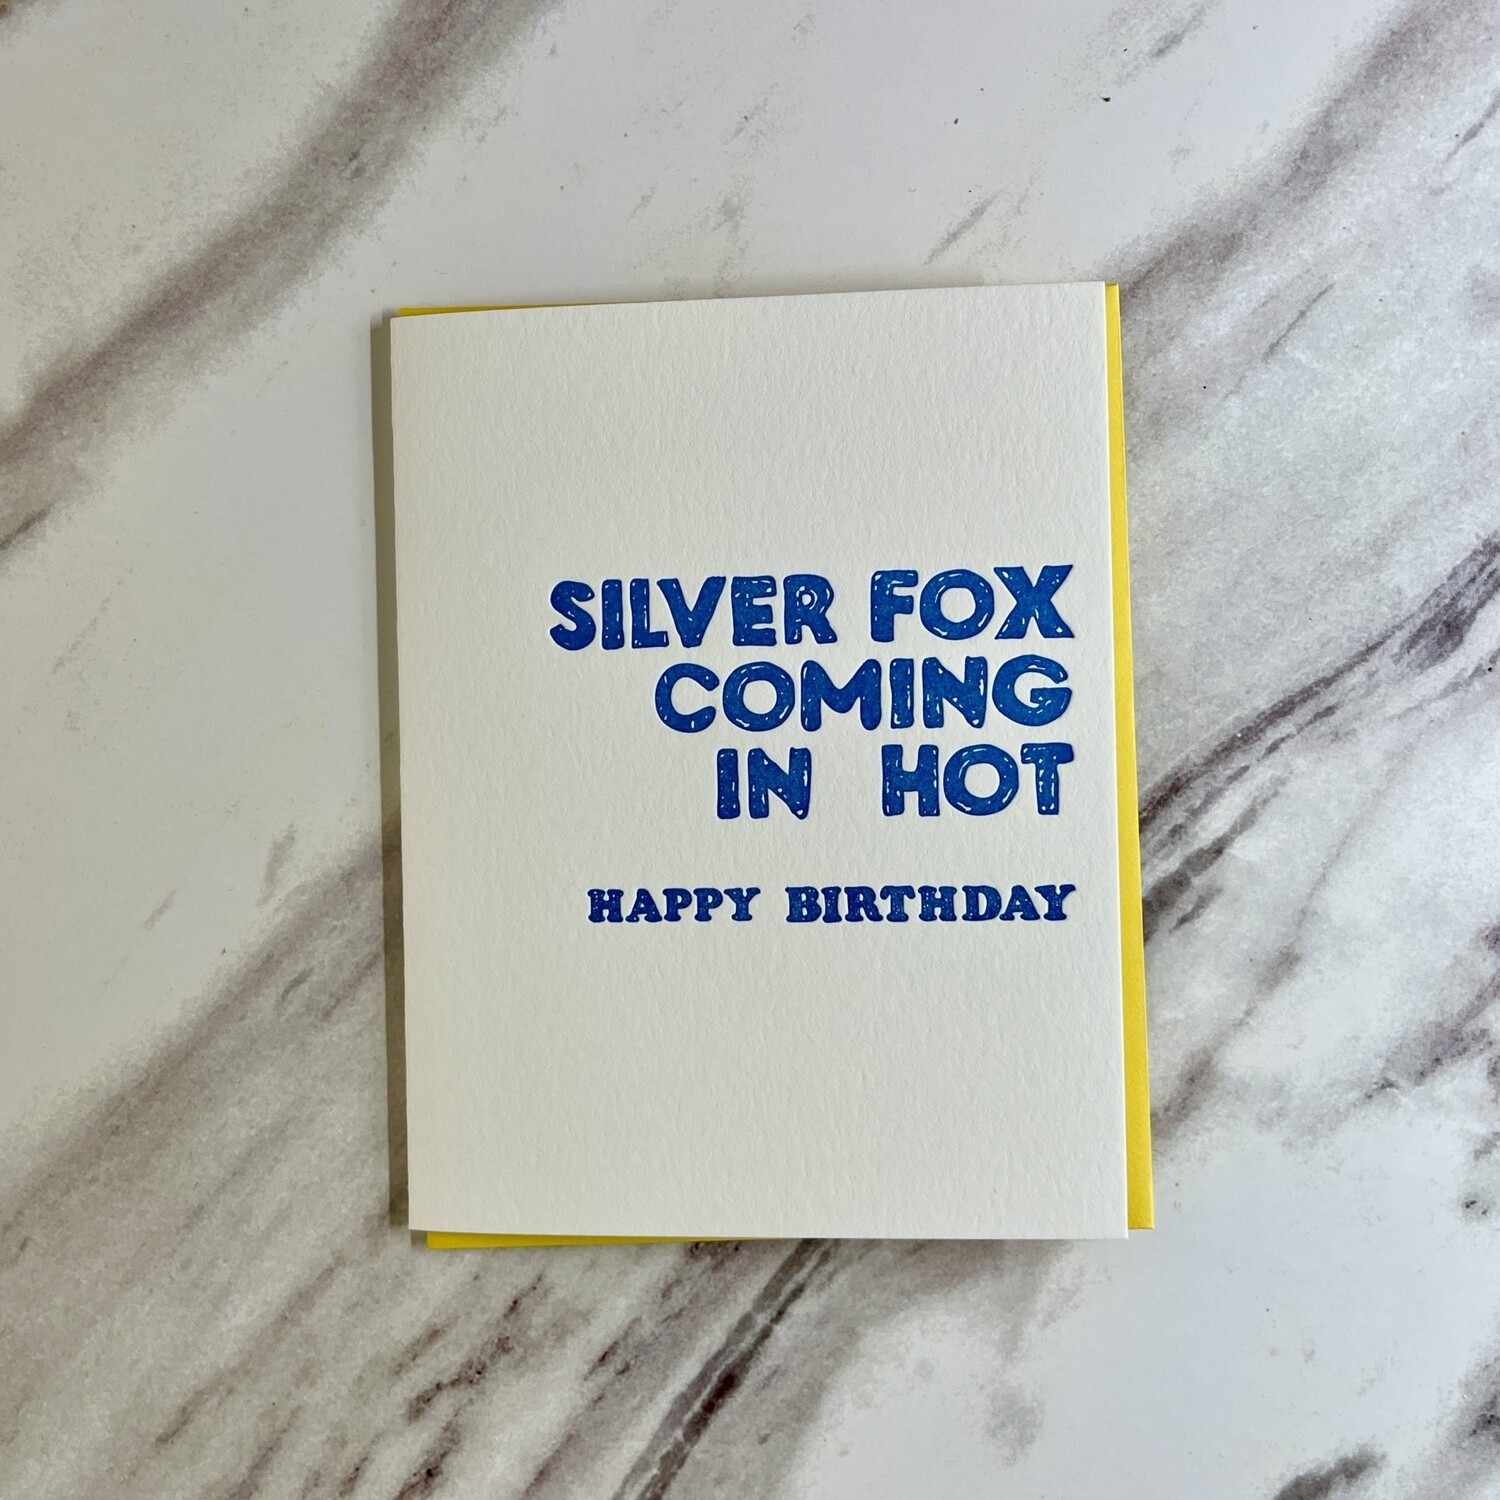 SILVER FOX
COMING
IN HOT
HAPPY BIRTHDAY